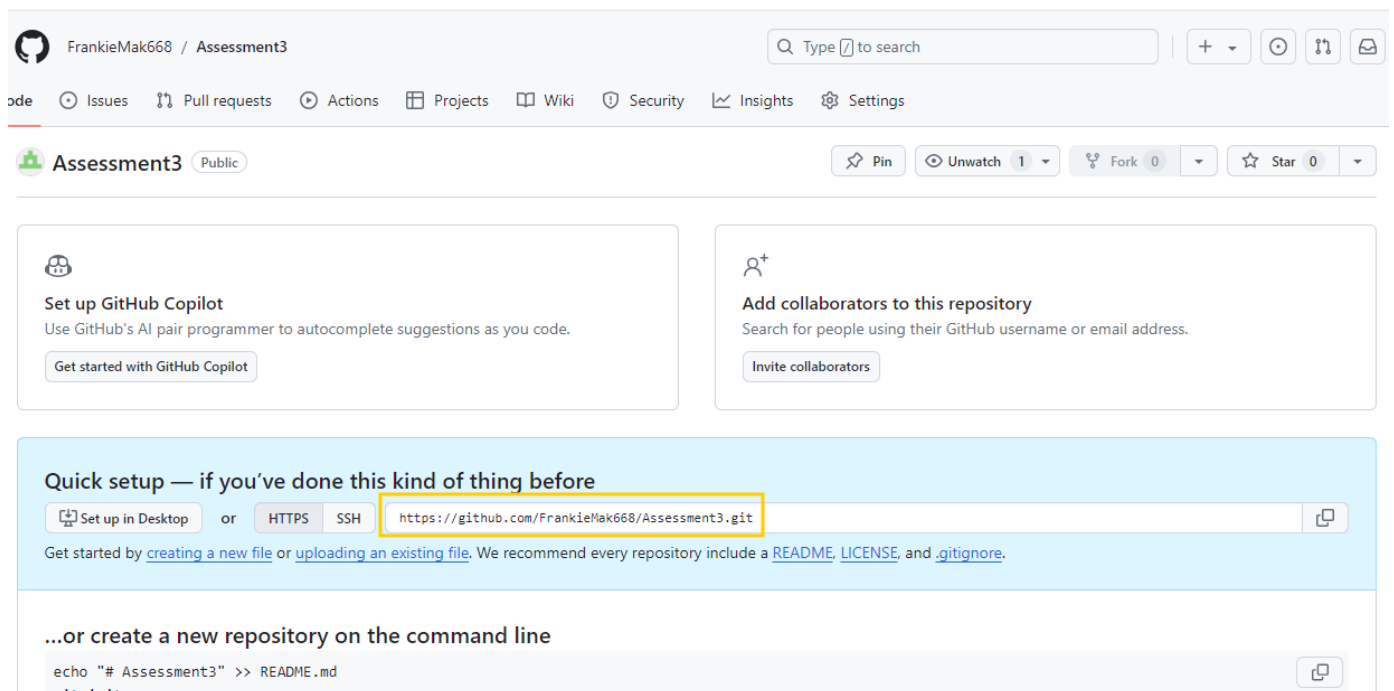 FrankieMak668 / Assessment3 Type / to search
ode Issues Pull requests Actions Projects Wiki Security Insights Settings
Assessment3 Public Pin Unwatch 1 Fork 0 Star 0
Set up GitHub Copilot
Use GitHub's AI pair programmer to autocomplete suggestions as you code.
Get started with GitHub Copilot
Add collaborators to this repository
Search for people using their GitHub username or email address.
Invite collaborators
Quick setup — if you've done this kind of thing before
Set up in Desktop or HTTPS SSH https://github.com/FrankieMak668/Assessment3.git
Get started by creating a new file or uploading an existing file. We recommend every repository include a README, LICENSE, and .gitignore.
...or create a new repository on the command line
echo "# Assessment3" >> README.md